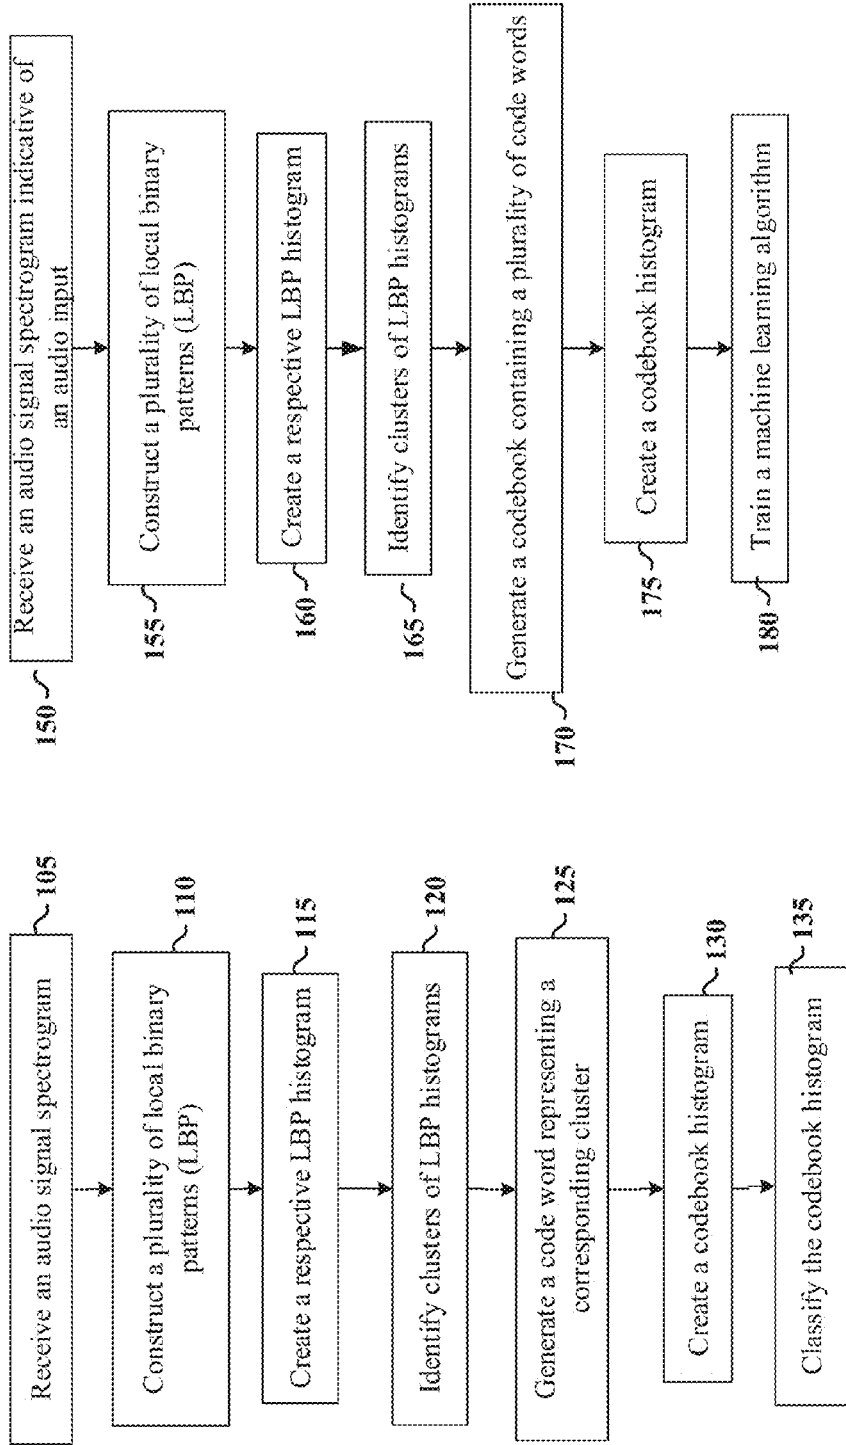 Receive an audio signal spectrogram
105
Construct a plurality of local binary
patterns (LBP)
110
Create a respective LBP histogram
115
Identify clusters of LBP histograms
120
Generate a code word representing a
corresponding cluster
125
Create a codebook histogram
130
Classify the codebook histogram
135
Receive an audio signal spectrogram indicative of
an audio input
150
Construct a plurality of local binary
patterns (LBP)
155
Create a respective LBP histogram
160
Identify clusters of LBP histograms
165
Generate a codebook containing a plurality of code words
170
Create a codebook histogram
175
Train a machine learning algorithm
180